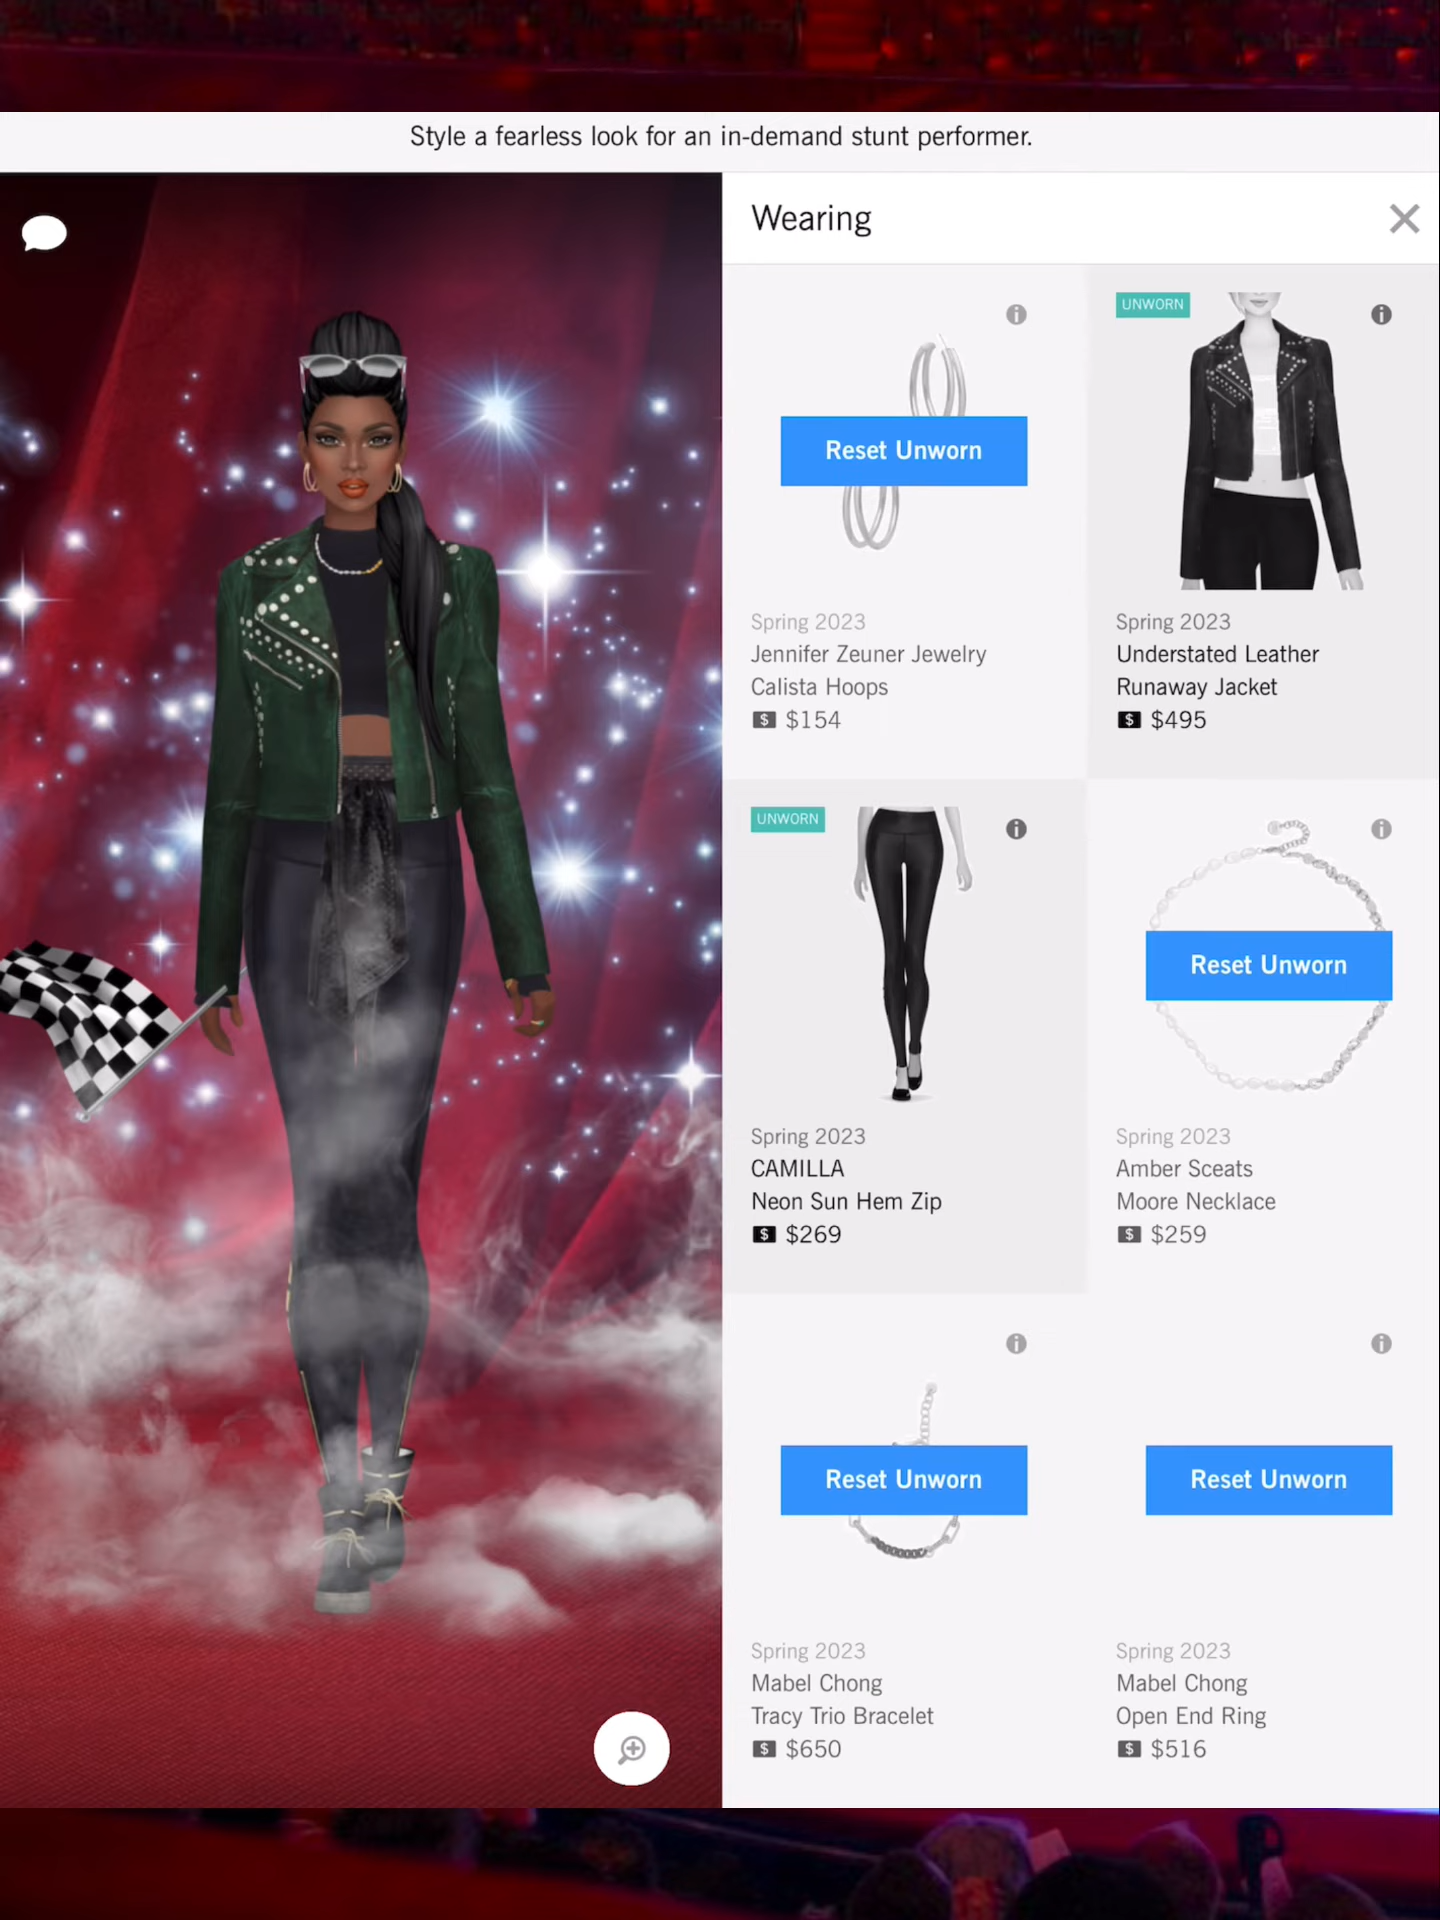 Style a fearless look for an in-demand stunt performer.
Wearing
Reset Unworn
Spring 2023
Jennifer Zeuner Jewelry
Calista Hoops
$ $154
UNWORN
Spring 2023
Understated Leather
Runaway Jacket
$ $495
UNWORN
Spring 2023
CAMILLA
Neon Sun Hem Zip
$ $269
Reset Unworn
Spring 2023
Amber Sceats
Moore Necklace
$ $259
Reset Unworn
Spring 2023
Mabel Chong
Tracy Trio Bracelet
$ $650
Reset Unworn
Spring 2023
Mabel Chong
Open End Ring
$ $516